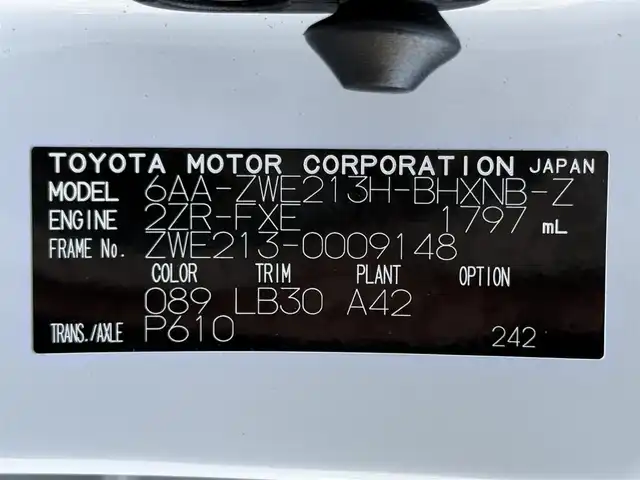 TOYOTA MOTOR CORPORATION JAPAN
MODEL 6AA-ZWE213H-BHXNB-Z
ENGINE 2ZR-FXE 1797 mL
FRAME No. ZWE213-0009148
COLOR TRIM PLANT OPTION
089 LB30 A42
TRANS./AXLE P610 242